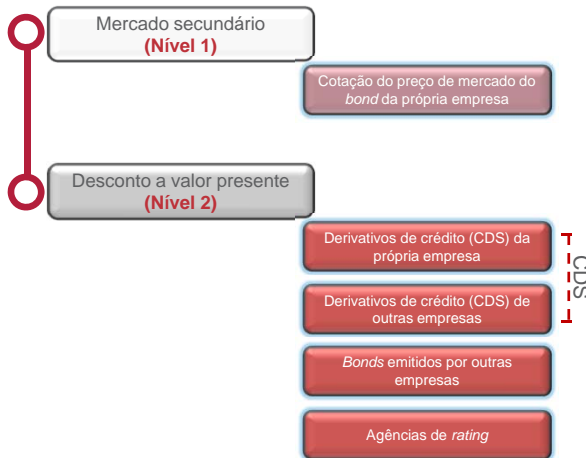 Mercado secundário
(Nível 1)
Cotação do preço de mercado do
bond da própria empresa
Desconto a valor presente
(Nível 2)
Derivativos de crédito (CDS) da
própria empresa
Derivativos de crédito (CDS) de
outras empresas
CDS
Bonds emitidos por outras
empresas
Agências de rating